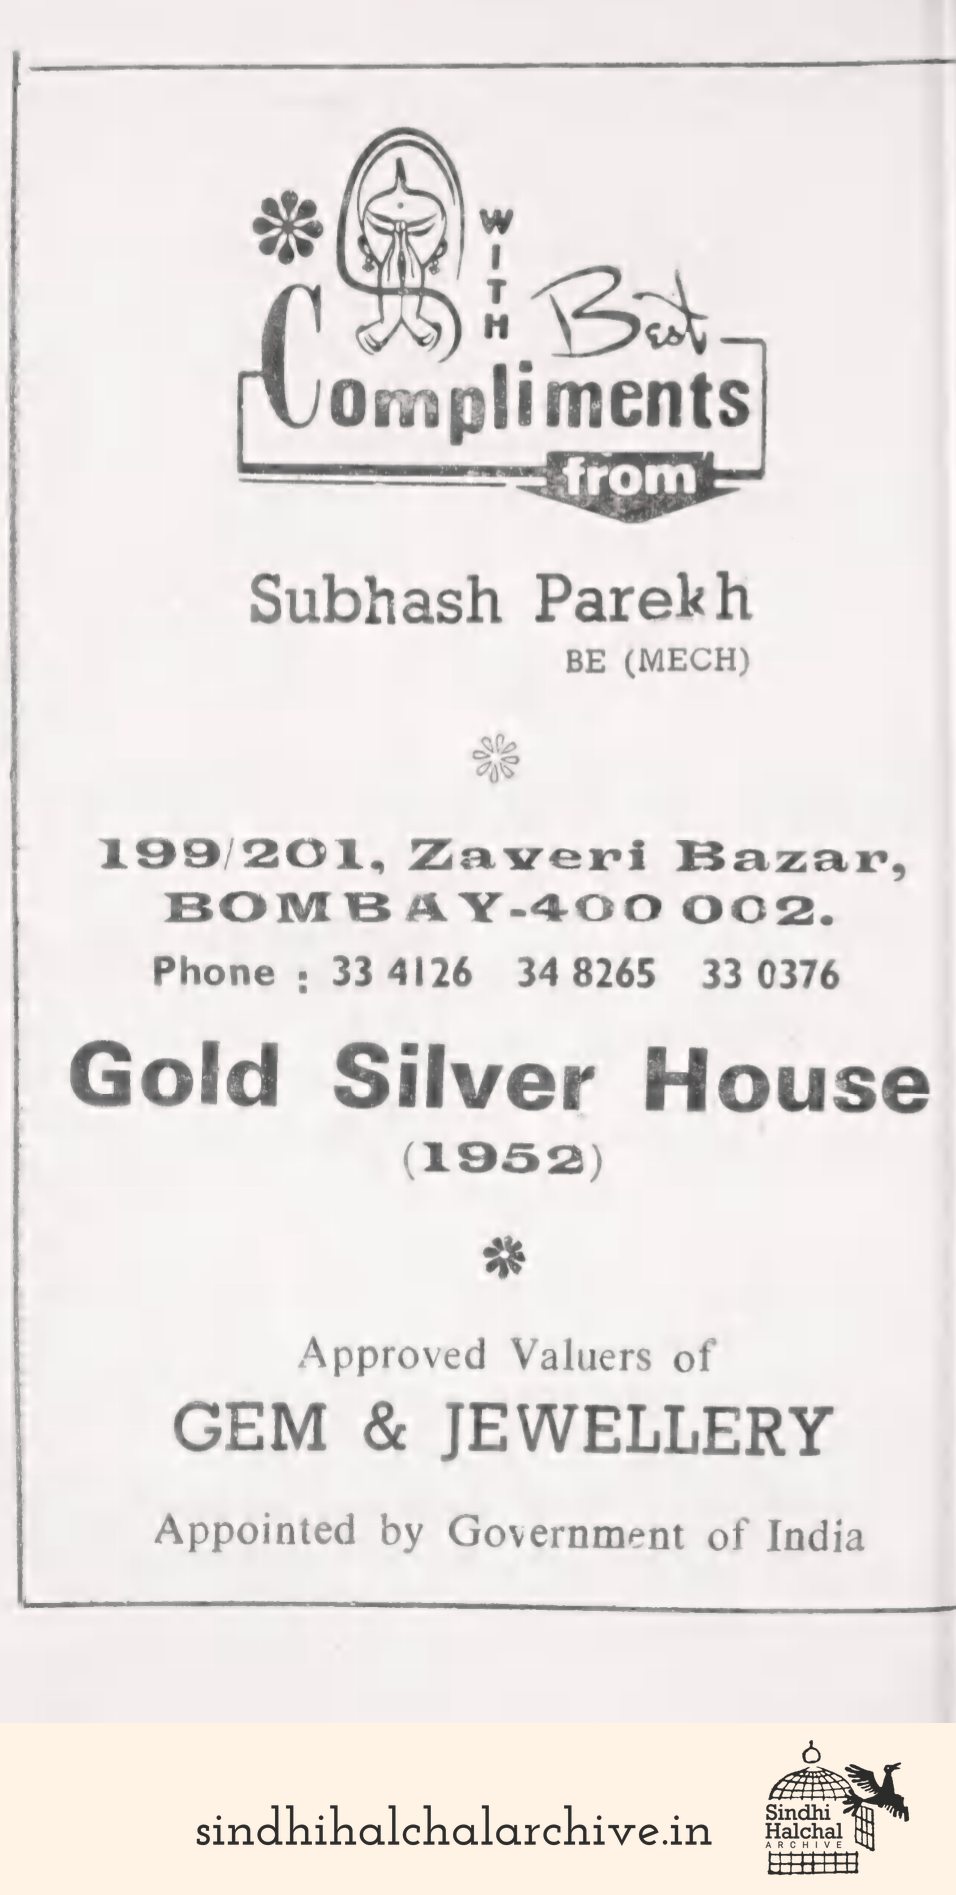 WITH Best
Compliments
from
Subhash Parekh
BE (MECH)
199/201, Zaveri Bazar,
BOMBAY-400 002.
Phone : 33 4126 34 8265 33 0376
Gold Silver House
(1952)
Approved Valuers of
GEM & JEWELLERY
Appointed by Government of India
sindhihalchalarchive.in
Sindhi
Halchal
ARCHIVE